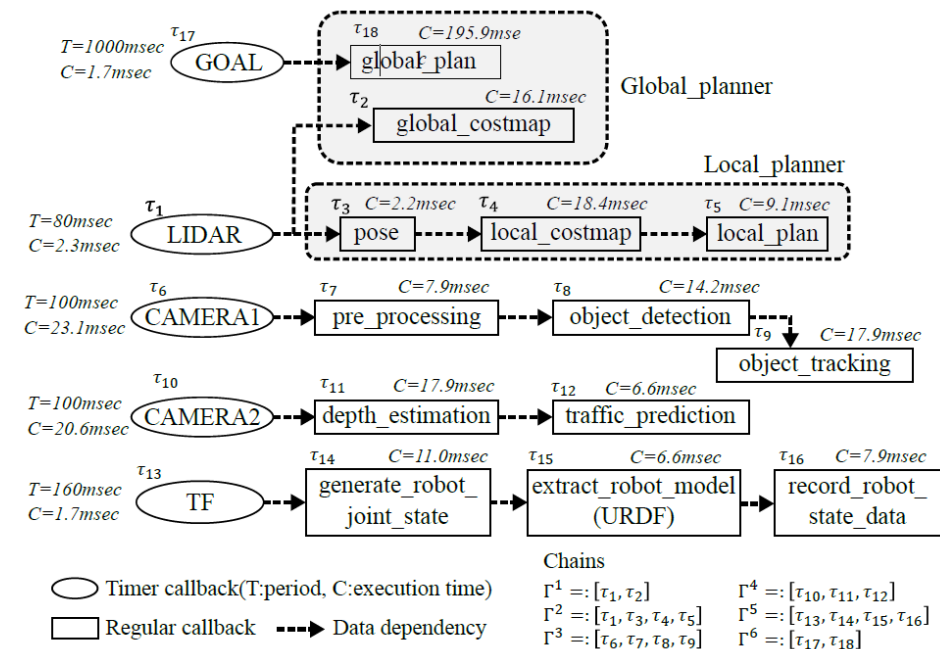 τ17
T=1000msec
C=1.7msec
GOAL
τ18
C=195.9mse
global_plan
τ2
C=16.1msec
global_costmap
Global_planner
Local_planner
τ1
T=80msec
C=2.3msec
LIDAR
τ3
C=2.2msec
pose
τ4
C=18.4msec
local_costmap
τ5
C=9.1msec
local_plan
τ6
T=100msec
C=23.1msec
CAMERA1
τ7
C=7.9msec
pre_processing
τ8
C=14.2msec
object_detection
τ9
C=17.9msec
object_tracking
τ10
T=100msec
C=20.6msec
CAMERA2
τ11
C=17.9msec
depth_estimation
τ12
C=6.6msec
traffic_prediction
τ13
T=160msec
C=1.7msec
TF
τ14
C=11.0msec
generate_robot_
joint_state
τ15
C=6.6msec
extract_robot_model
(URDF)
τ16
C=7.9msec
record_robot_
state_data
Timer callback(T:period, C:execution time)
Regular callback
Data dependency
Chains
Γ¹ =: [τ1, τ2]
Γ² =: [τ1, τ3, τ4, τ5]
Γ³ =: [τ6, τ7, τ8, τ9]
Γ⁴ =: [τ10, τ11, τ12]
Γ⁵ =: [τ13, τ14, τ15, τ16]
Γ⁶ =: [τ17, τ18]